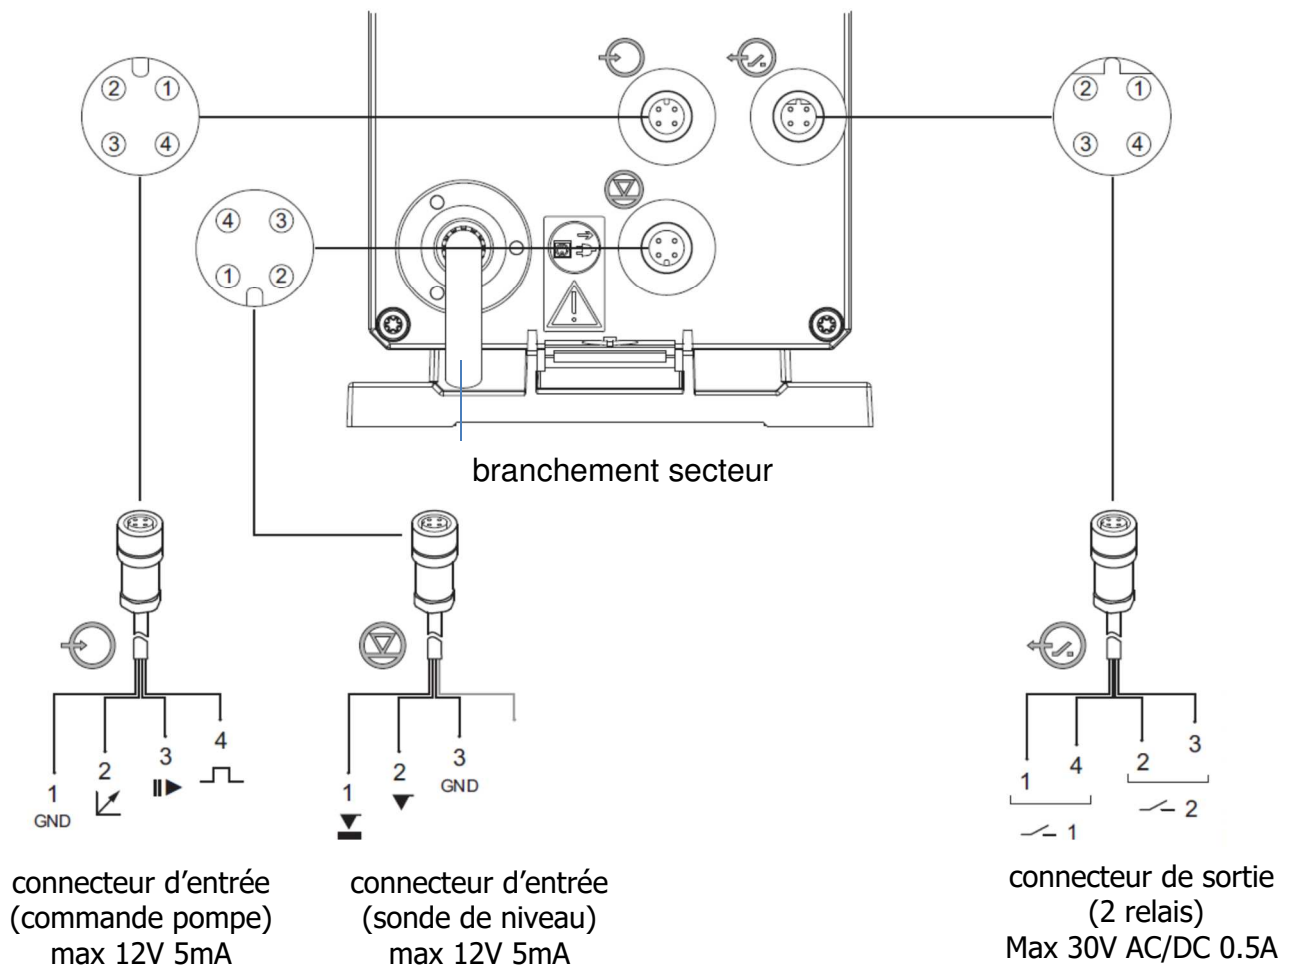 2 1
3 4
2 1
3 4
4 3
1 2
branchement secteur
1
GND
2
3
4
1
2
3
GND
1
4
2
3
1
2
connecteur d'entrée
(commande pompe)
max 12V 5mA
connecteur d'entrée
(sonde de niveau)
max 12V 5mA
connecteur de sortie
(2 relais)
Max 30V AC/DC 0.5A